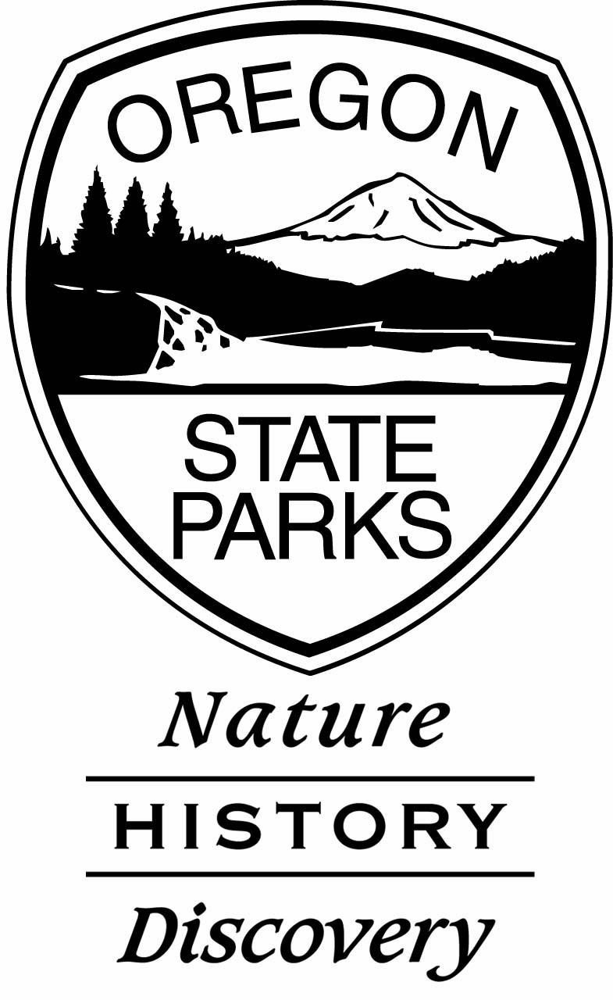 OREGON
STATE
PARKS
Nature
HISTORY
Discovery